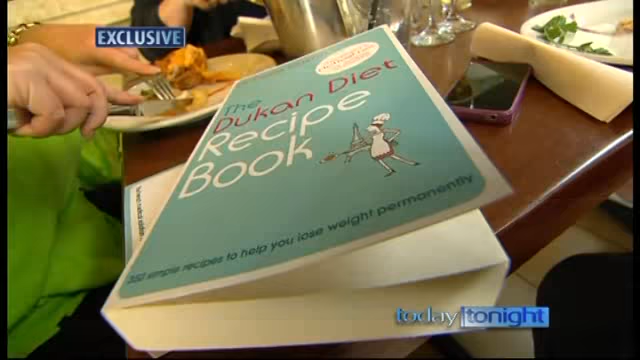 EXCLUSIVE
The
Dukan Diet
Recipe
Book
350 simple recipes to help you lose weight permanently
today tonight